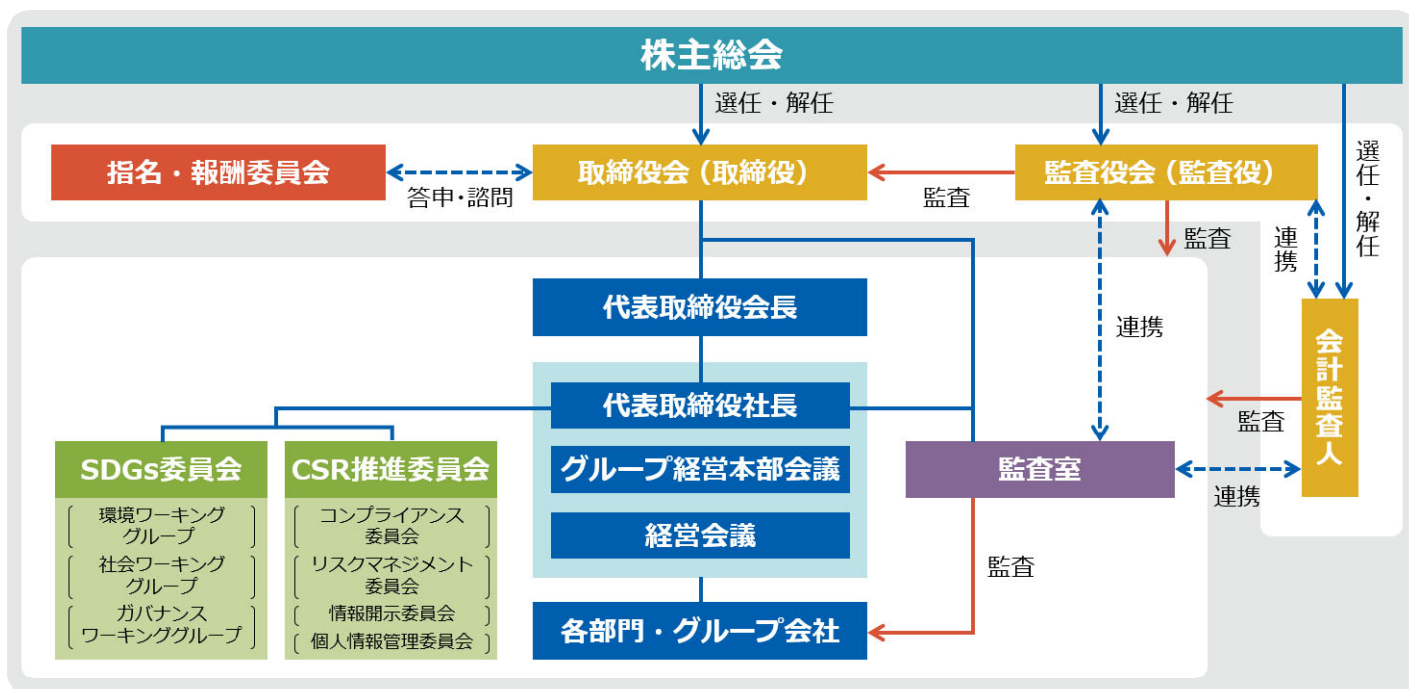 株主総会
選任・解任
選任・解任
選任・解任
指名・報酬委員会
答申・諮問
取締役会（取締役）
監査
監査役会（監査役）
監査
連携
代表取締役会長
連携
会計監査人
監査
代表取締役社長
グループ経営本部会議
経営会議
監査室
連携
監査
各部門・グループ会社
SDGs委員会
環境ワーキング
グループ
社会ワーキング
グループ
ガバナンス
ワーキンググループ
CSR推進委員会
コンプライアンス
委員会
リスクマネジメント
委員会
情報開示委員会
個人情報管理委員会